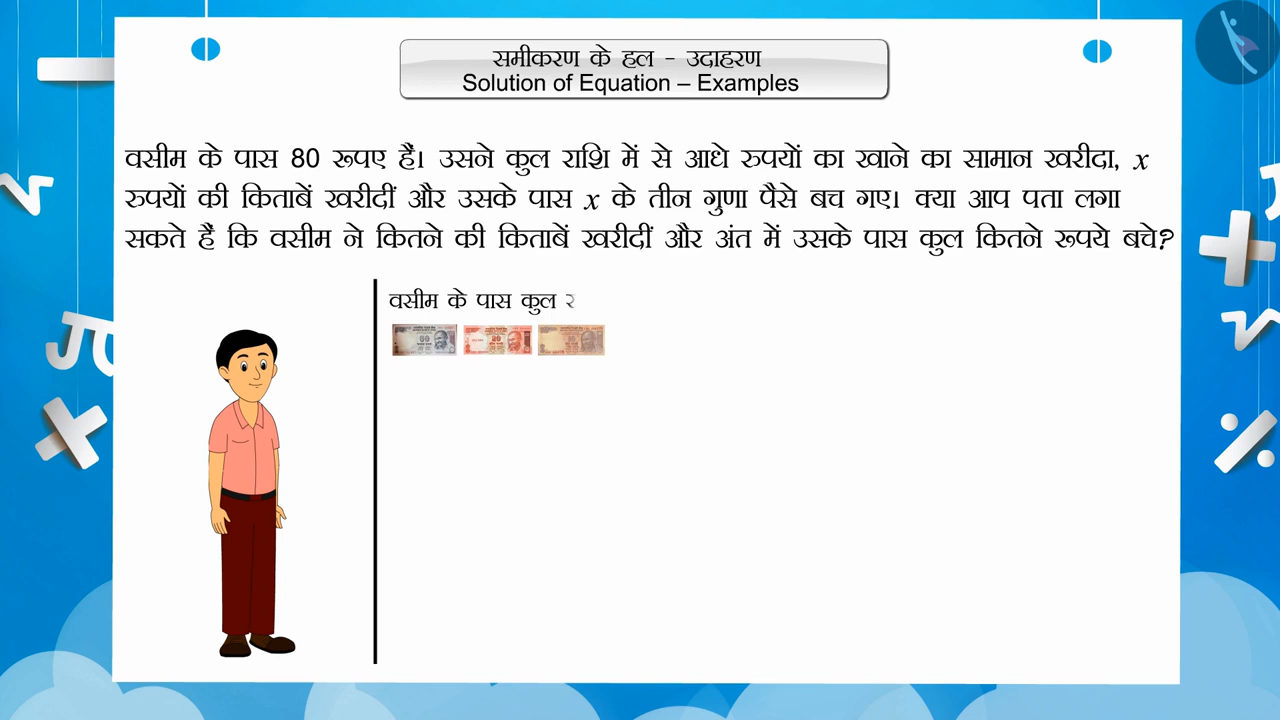 समीकरण के हल - उदाहरण
Solution of Equation – Examples
वसीम के पास 80 रूपए हैं। उसने कुल राशि में से आधे रुपयों का खाने का सामान खरीदा, x
रुपयों की किताबें खरीदीं और उसके पास x के तीन गुणा पैसे बच गए। क्या आप पता लगा
सकते हैं कि वसीम ने कितने की किताबें खरीदीं और अंत में उसके पास कुल कितने रूपये बचे?
वसीम के पास कुल